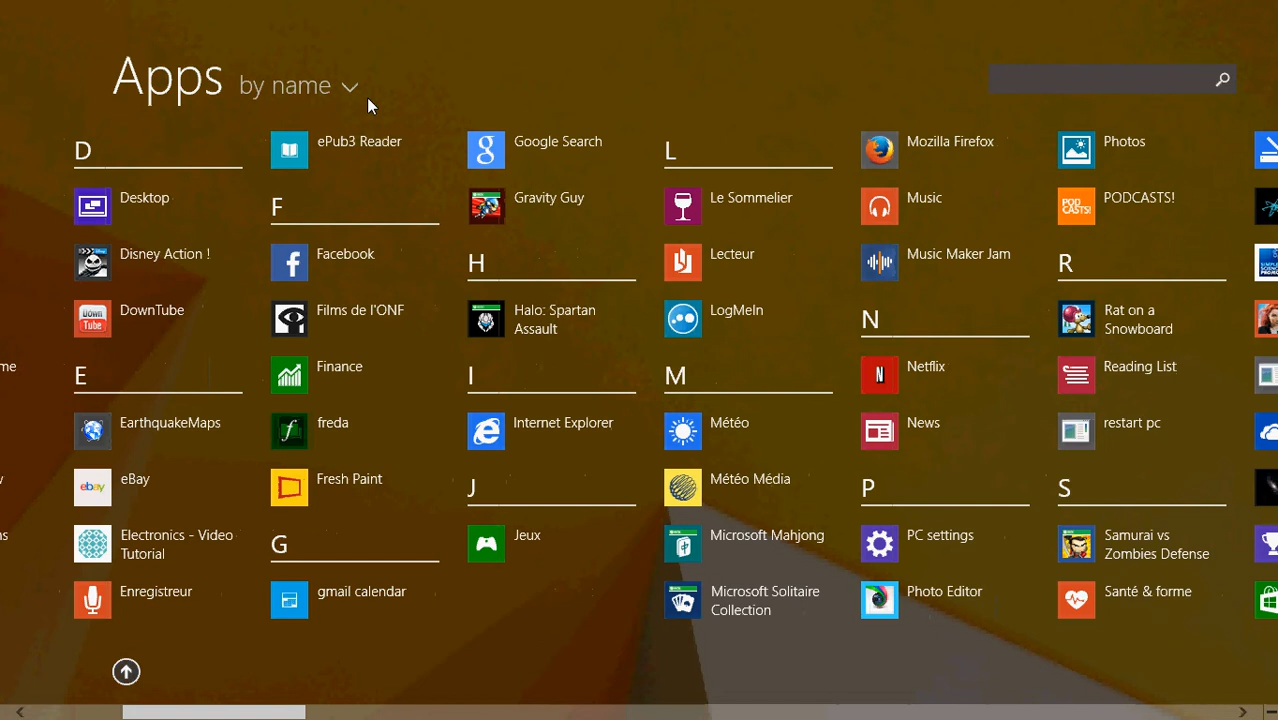 Apps by name
me
w
ns
D
Desktop
Disney Action !
DownTube
E
EarthquakeMaps
eBay
Electronics - Video
Tutorial
Enregistreur
ePub3 Reader
F
Facebook
Films de l'ONF
Finance
freda
Fresh Paint
G
gmail calendar
Google Search
Gravity Guy
H
Halo: Spartan
Assault
I
Internet Explorer
J
Jeux
L
Le Sommelier
Lecteur
LogMeIn
M
Météo
Météo Média
Microsoft Mahjong
Microsoft Solitaire
Collection
Mozilla Firefox
Music
Music Maker Jam
N
Netflix
News
P
PC settings
Photo Editor
Photos
PODCASTS!
R
Rat on a
Snowboard
Reading List
restart pc
S
Samurai vs
Zombies Defense
Santé & forme